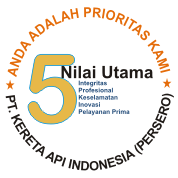 ANDA ADALAH PRIORITAS KAMI
5 Nilai Utama
Integritas
Profesional
Keselamatan
Inovasi
Pelayanan Prima
PT. KERETA API INDONESIA (PERSERO)